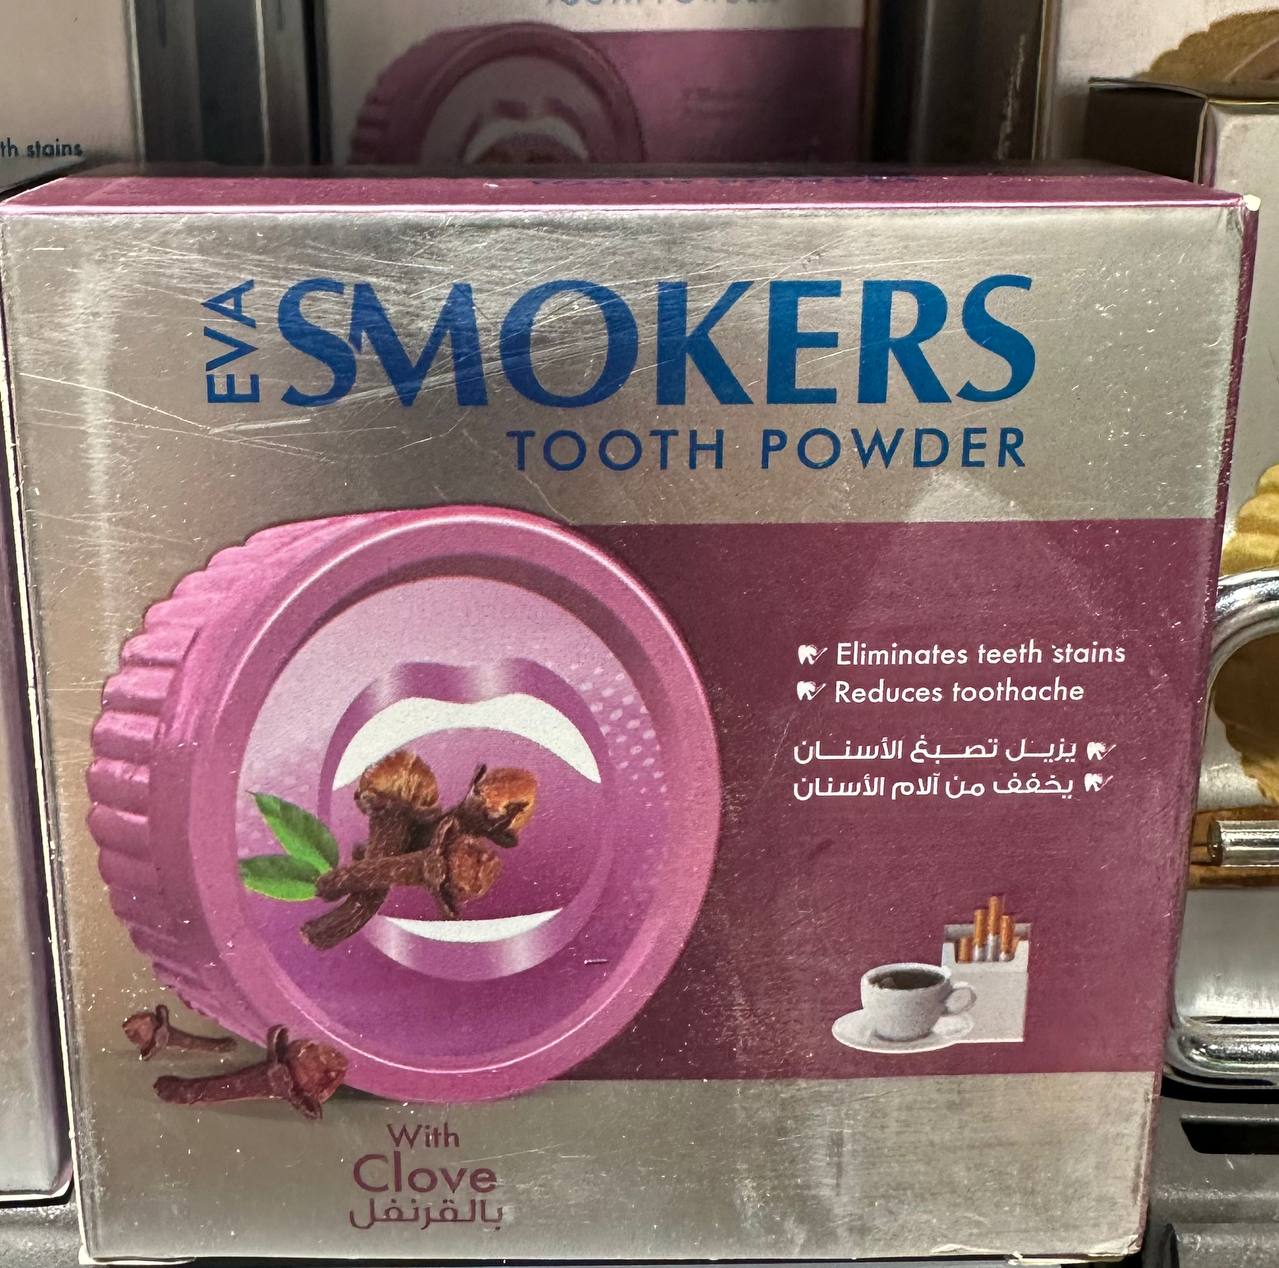 th stains
EVA SMOKERS
TOOTH POWDER
Eliminates teeth stains
Reduces toothache
يزيل تصبغ الأسنان
يخفف من آلام الأسنان
With
Clove
بالقرنفل